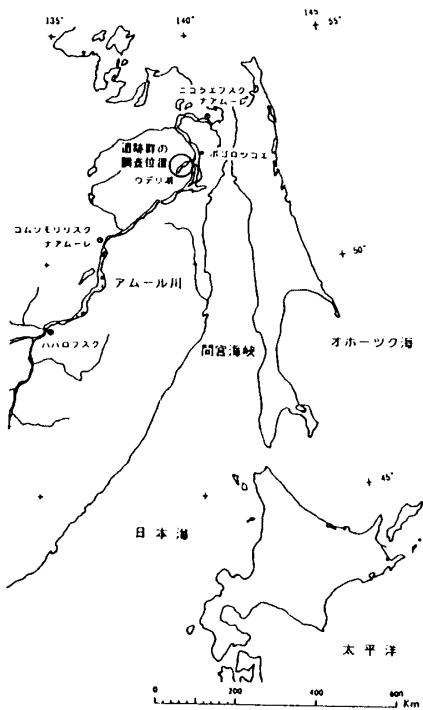 135°
140°
145°
55°
ニコラエンスク
ナアムーレ
遺跡群の
調査位置
ボゴロツコエ
ウデリ湖
コムソモリリスク
ナアムーレ
50°
アムール川
ハバロフスク
間宮海峡
オホーツク海
45°
日本海
太平洋
0 200 400 600
Km